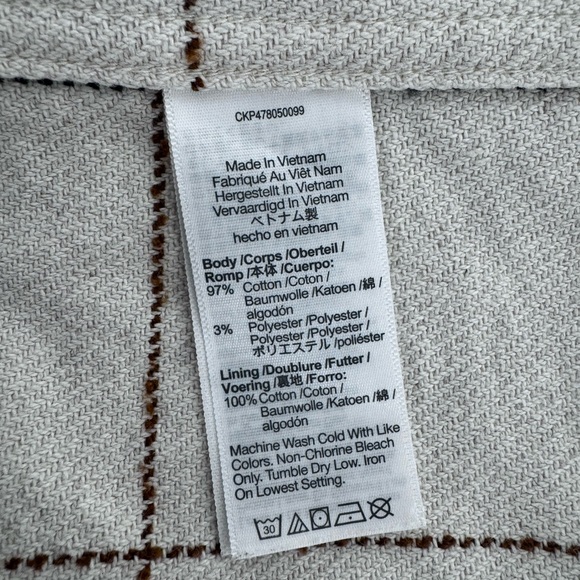 CKP478050099
Made In Vietnam
Fabriqué Au Viêt Nam
Hergestellt In Vietnam
Vervaardigd In Vietnam
ベトナム製
hecho en vietnam
Body /Corps /Oberteil /
Romp /本体 /Cuerpo:
97% Cotton /Coton /
Baumwolle /Katoen /綿 /
algodón
3% Polyester /Polyester /
Polyester /Polyester /
ポリエステル /poliéster
Lining /Doublure /Futter /
Voering /裏地 /Forro:
100% Cotton /Coton /
Baumwolle /Katoen /綿 /
algodón
Machine Wash Cold With Like
Colors. Non-Chlorine Bleach
Only. Tumble Dry Low. Iron
On Lowest Setting.
30